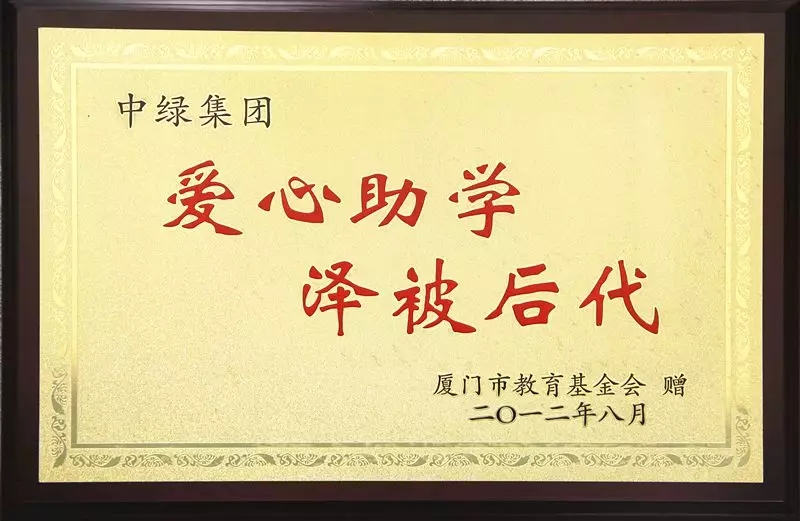 中绿集团
爱心助学
泽被后代
厦门市教育基金会 赠
二〇一二年八月